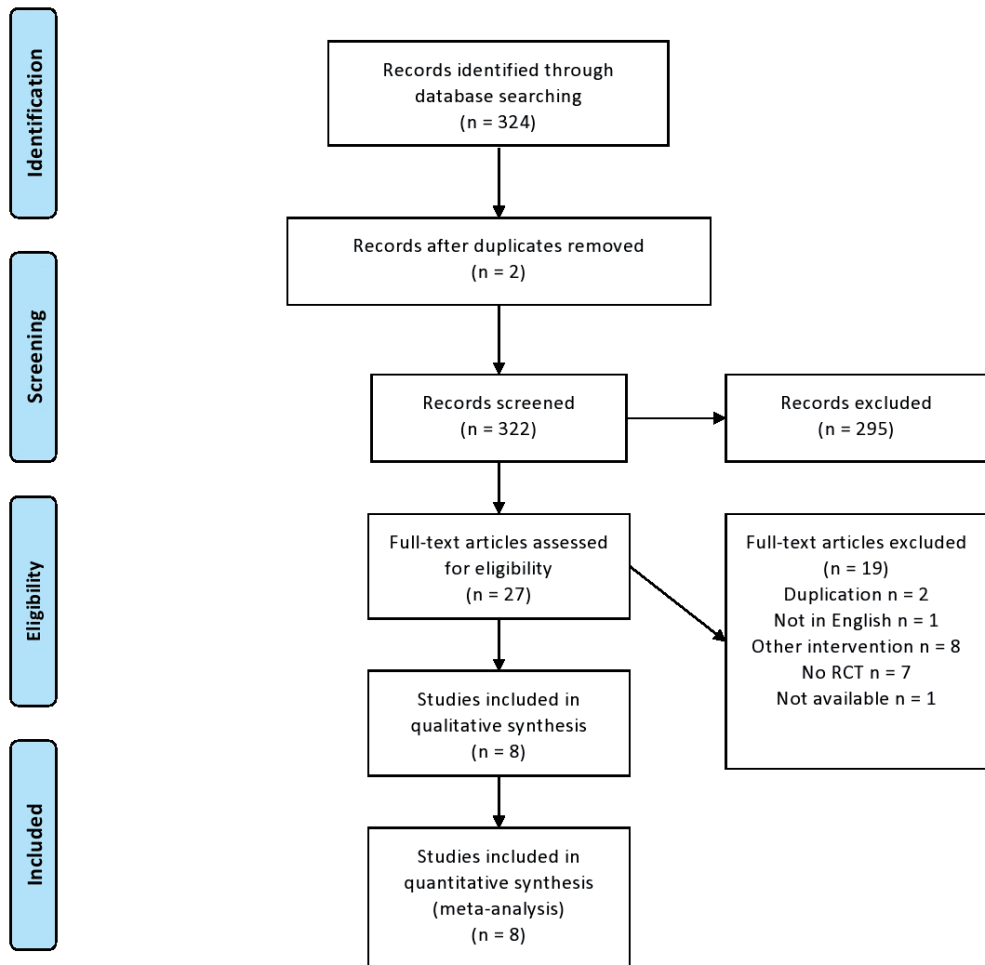 Identification
Records identified through
database searching
(n = 324)
Records after duplicates removed
(n = 2)
Screening
Records screened
(n = 322)
Records excluded
(n = 295)
Eligibility
Full-text articles assessed
for eligibility
(n = 27)
Full-text articles excluded
(n = 19)
Duplication n = 2
Not in English n = 1
Other intervention n = 8
No RCT n = 7
Not available n = 1
Studies included in
qualitative synthesis
(n = 8)
Included
Studies included in
quantitative synthesis
(meta-analysis)
(n = 8)